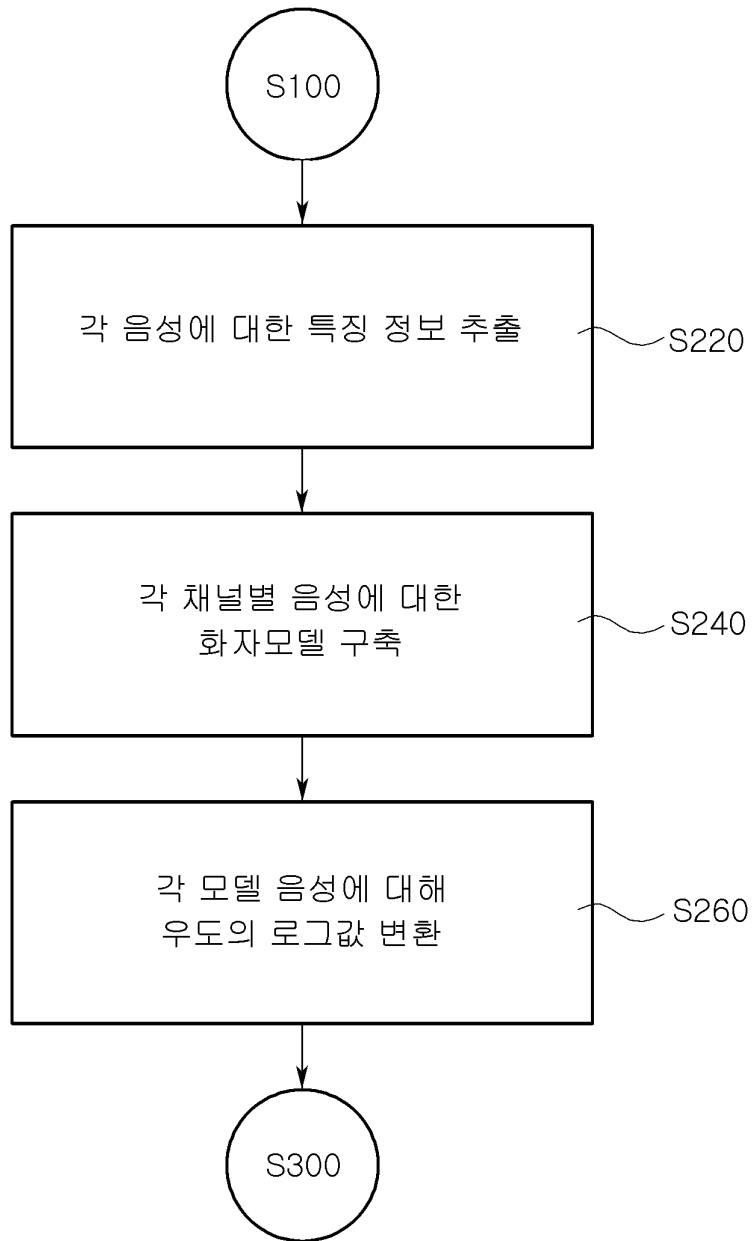 S100
각 음성에 대한 특징 정보 추출
S220
각 채널별 음성에 대한
화자모델 구축
S240
각 모델 음성에 대해
우도의 로그값 변환
S260
S300